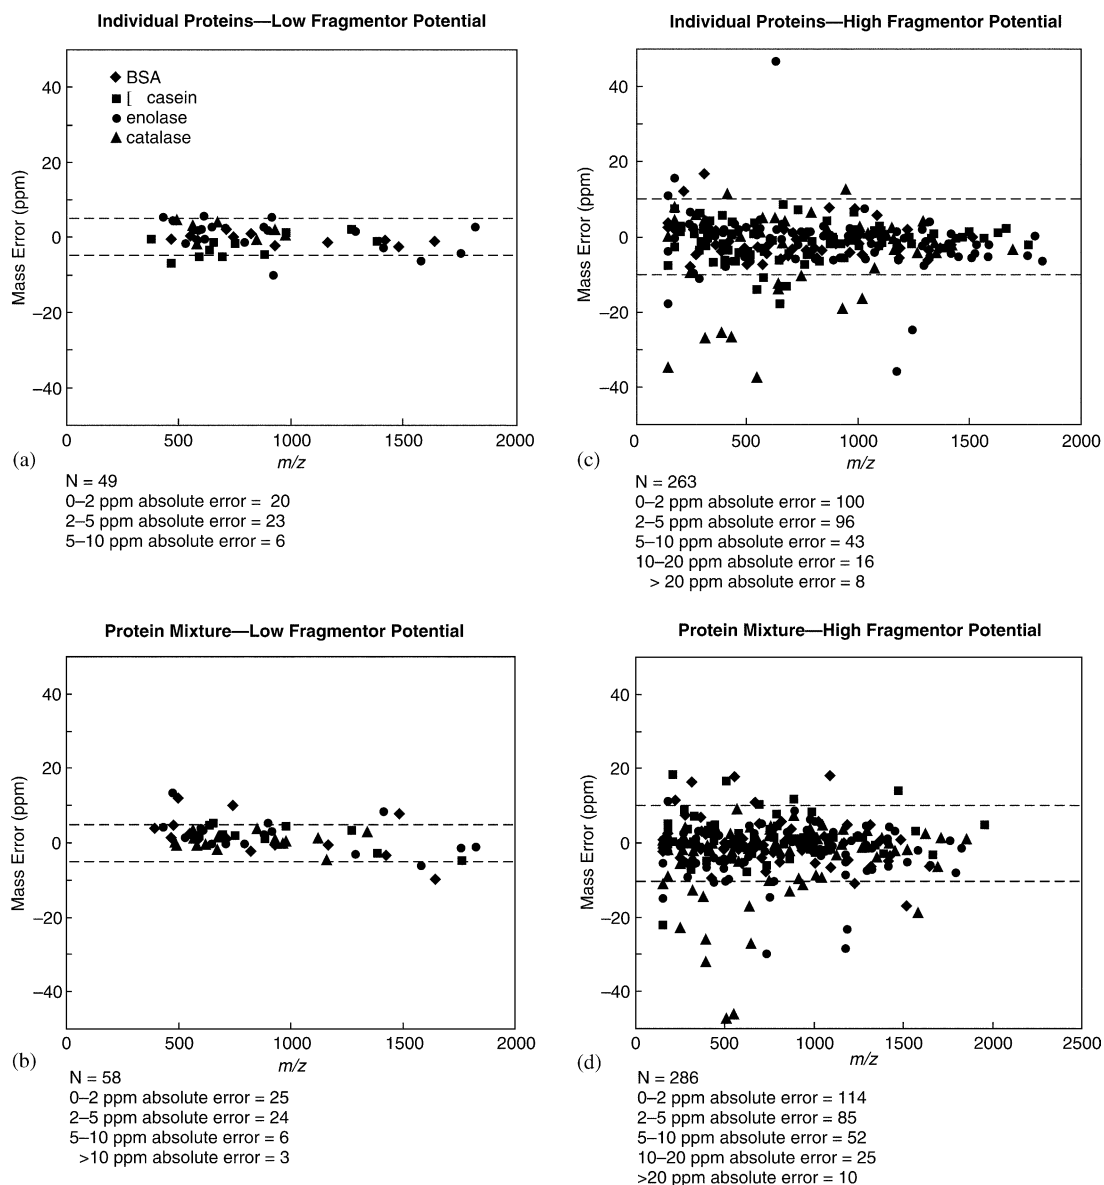 Individual Proteins—Low Fragmentor Potential
40
20
0
−20
−40
Mass Error (ppm)
BSA
[ casein
enolase
catalase
0
500
1000
1500
2000
m/z
(a)
N = 49
0–2 ppm absolute error = 20
2–5 ppm absolute error = 23
5–10 ppm absolute error = 6
Individual Proteins—High Fragmentor Potential
40
20
0
−20
−40
Mass Error (ppm)
0
500
1000
1500
2000
m/z
(c)
N = 263
0–2 ppm absolute error = 100
2–5 ppm absolute error = 96
5–10 ppm absolute error = 43
10–20 ppm absolute error = 16
> 20 ppm absolute error = 8
Protein Mixture—Low Fragmentor Potential
40
20
0
−20
−40
Mass Error (ppm)
0
500
1000
1500
2000
m/z
(b)
N = 58
0–2 ppm absolute error = 25
2–5 ppm absolute error = 24
5–10 ppm absolute error = 6
>10 ppm absolute error = 3
Protein Mixture—High Fragmentor Potential
40
20
0
−20
−40
Mass Error (ppm)
0
500
1000
1500
2000
2500
m/z
(d)
N = 286
0–2 ppm absolute error = 114
2–5 ppm absolute error = 85
5–10 ppm absolute error = 52
10–20 ppm absolute error = 25
>20 ppm absolute error = 10